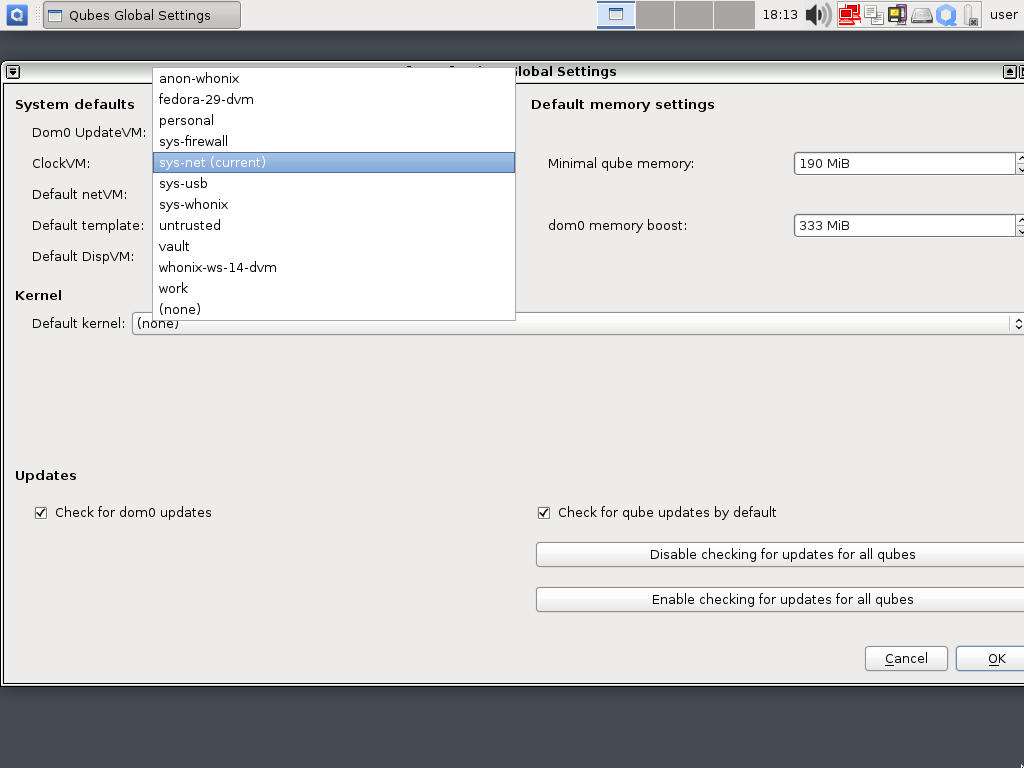 Qubes Global Settings
18:13
user
Global Settings
System defaults
Dom0 UpdateVM:
ClockVM:
Default netVM:
Default template:
Default DispVM:
anon-whonix
fedora-29-dvm
personal
sys-firewall
sys-net (current)
sys-usb
sys-whonix
untrusted
vault
whonix-ws-14-dvm
work
(none)
Default memory settings
Minimal qube memory:
190 MiB
dom0 memory boost:
333 MiB
Kernel
Default kernel:
(none)
Updates
Check for dom0 updates
Check for qube updates by default
Disable checking for updates for all qubes
Enable checking for updates for all qubes
Cancel
OK